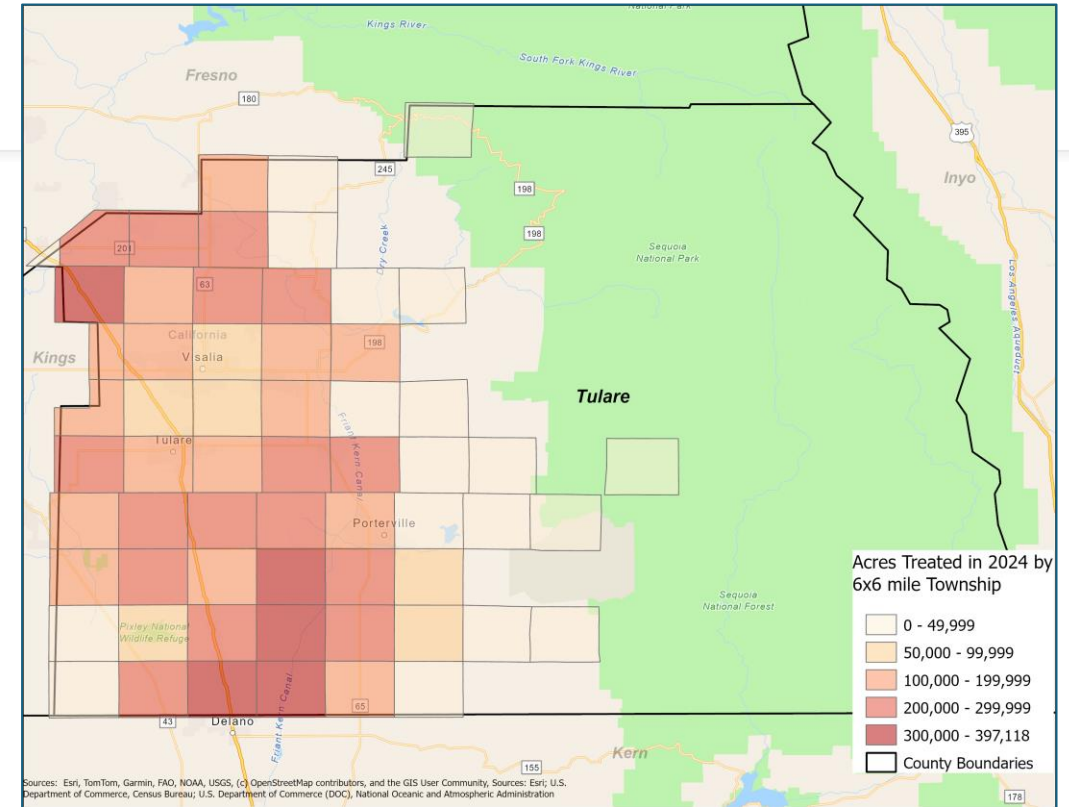 National Park
Kings River
South Fork Kings River
Fresno
180
395
245
Inyo
198
198
Dry Creek
201
Sequoia
National Park
63
Los Angeles Aqueduct
California
198
Kings
Visalia
Tulare
Friant Kern Canal
Tulare
Porterville
Acres Treated in 2024 by
6x6 mile Township
Sequoia
National Forest
0 - 49,999
Pixley National
Wildlife Refuge
50,000 - 99,999
100,000 - 199,999
Friant Kern Canal
65
200,000 - 299,999
43
Delano
300,000 - 397,118
Kern
County Boundaries
155
Sources: Esri, TomTom, Garmin, FAO, NOAA, USGS, (c) OpenStreetMap contributors, and the GIS User Community, Sources: Esri; U.S.
Department of Commerce, Census Bureau; U.S. Department of Commerce (DOC), National Oceanic and Atmospheric Administration
178